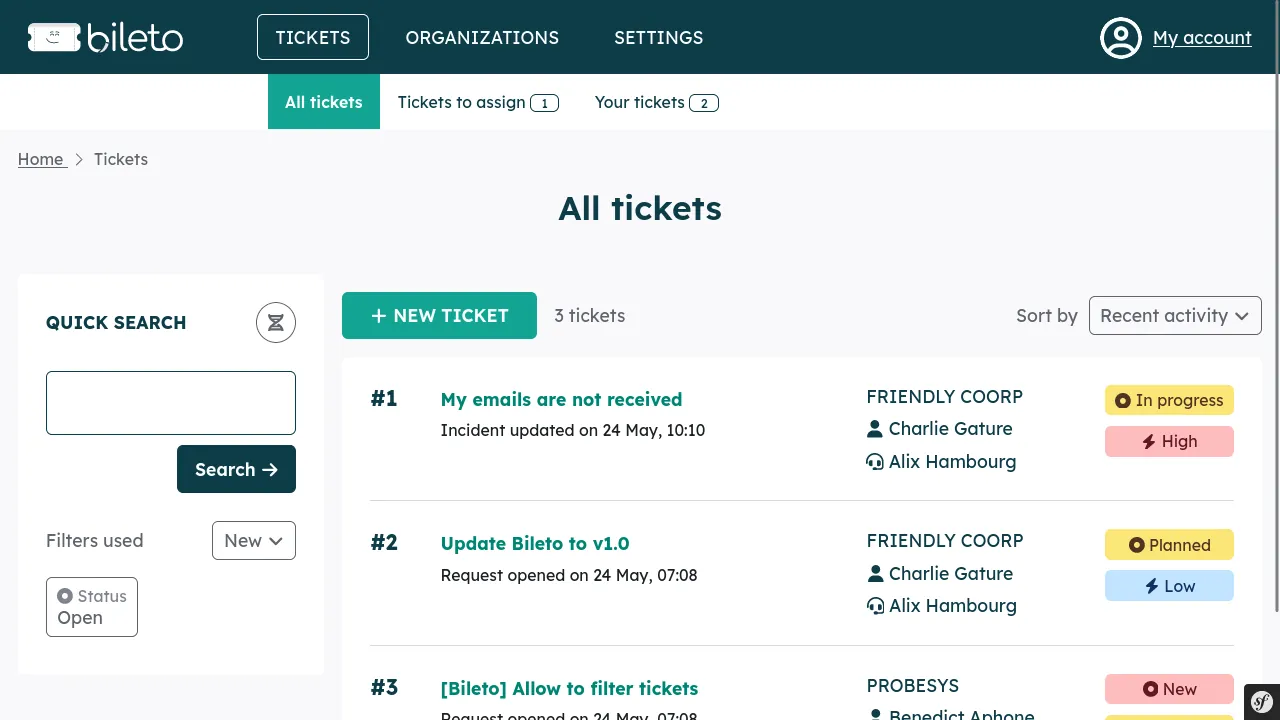 bileto
TICKETS
ORGANIZATIONS
SETTINGS
My account
All tickets
Tickets to assign 1
Your tickets 2
Home > Tickets
All tickets
QUICK SEARCH
Search →
Filters used
New
Status
Open
+ NEW TICKET
3 tickets
Sort by
Recent activity
#1
My emails are not received
Incident updated on 24 May, 10:10
FRIENDLY COORP
Charlie Gature
Alix Hambourg
In progress
High
#2
Update Bileto to v1.0
Request opened on 24 May, 07:08
FRIENDLY COORP
Charlie Gature
Alix Hambourg
Planned
Low
#3
[Bileto] Allow to filter tickets
Request opened on 24 May, 07:08
PROBESYS
Benedict Aphone
New